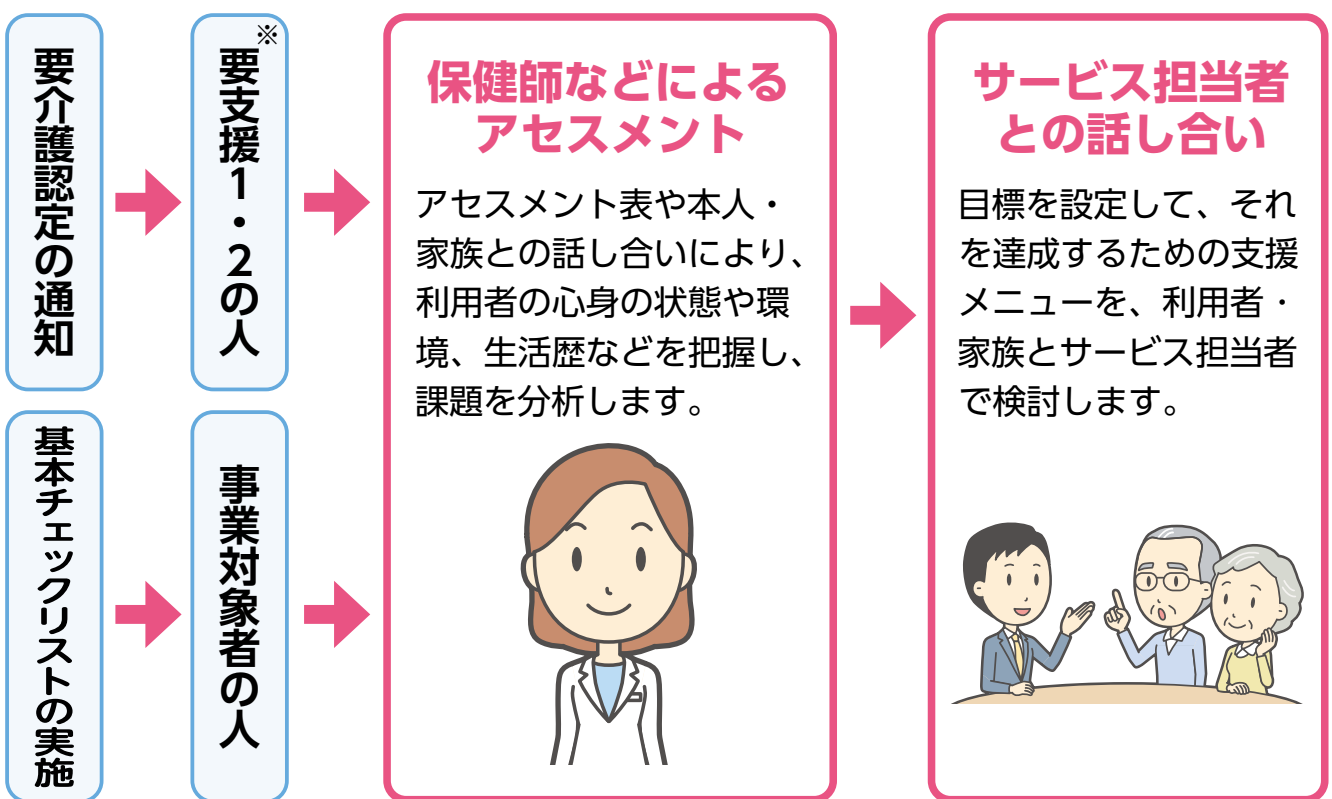 要介護認定の通知
※
要支援1・2の人
基本チェックリストの実施
事業対象者の人
保健師などによる
アセスメント
アセスメント表や本人・
家族との話し合いにより、
利用者の心身の状態や環
境、生活歴などを把握し、
課題を分析します。
サービス担当者
との話し合い
目標を設定して、それ
を達成するための支援
メニューを、利用者・
家族とサービス担当者
で検討します。